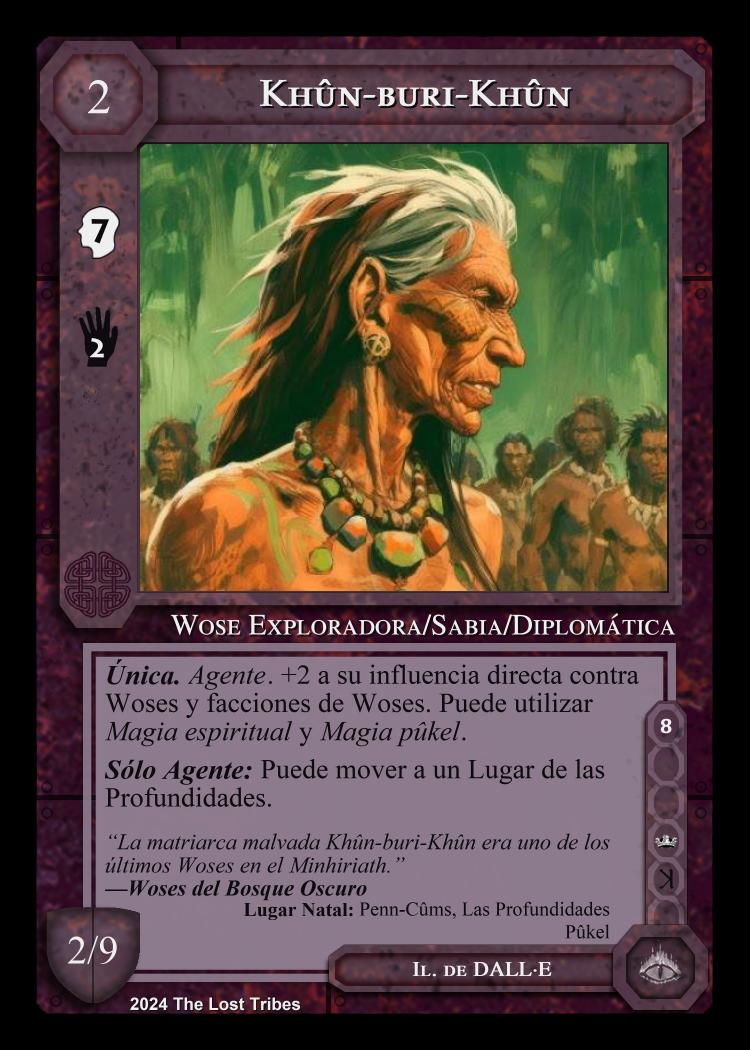 2
Khûn-buri-Khûn
7
2
Wose Exploradora/Sabia/Diplomática
Única. Agente. +2 a su influencia directa contra
Woses y facciones de Woses. Puede utilizar
Magia espiritual y Magia pûkel.
Sólo Agente: Puede mover a un Lugar de las
Profundidades.
8
“La matriarca malvada Khûn-buri-Khûn era uno de los
últimos Woses en el Minhiriath.”
—Woses del Bosque Oscuro
K
Lugar Natal: Penn-Cûms, Las Profundidades
Pûkel
2/9
Il. de DALL·E
2024 The Lost Tribes